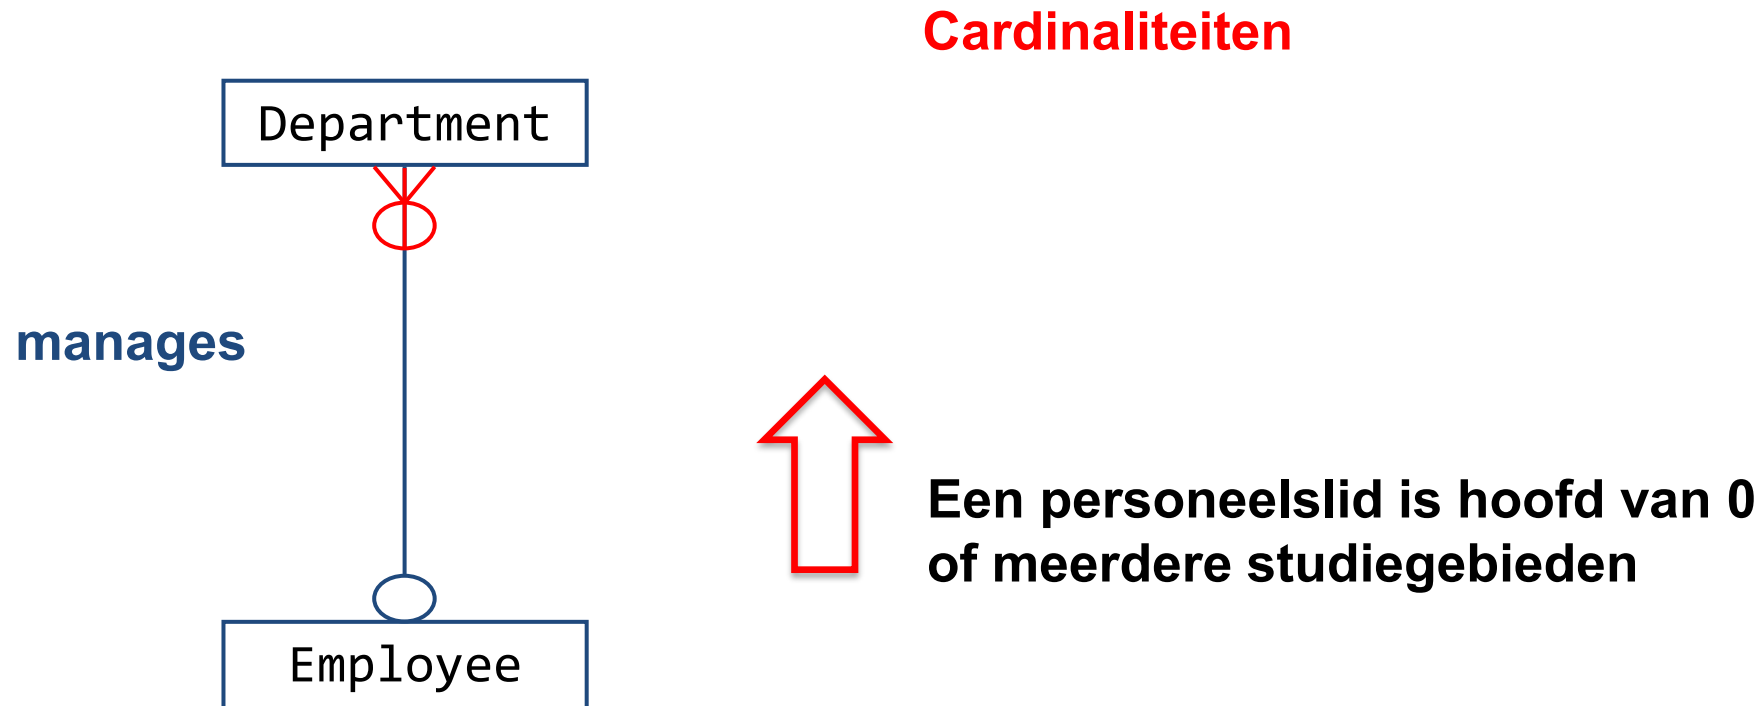 Cardinaliteiten
Department
manages
Een personeelslid is hoofd van 0
of meerdere studiegebieden
Employee